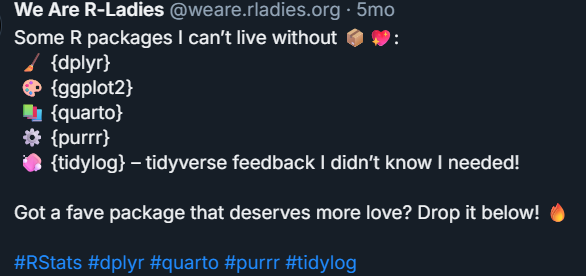 We Are R-Ladies @weare.rladies.org · 5mo
Some R packages I can’t live without 📦 💖 :
🧹 {dplyr}
🎨 {ggplot2}
📚 {quarto}
⚙️ {purrr}
🧼 {tidylog} – tidyverse feedback I didn’t know I needed!
Got a fave package that deserves more love? Drop it below! 🔥
#RStats #dplyr #quarto #purrr #tidylog